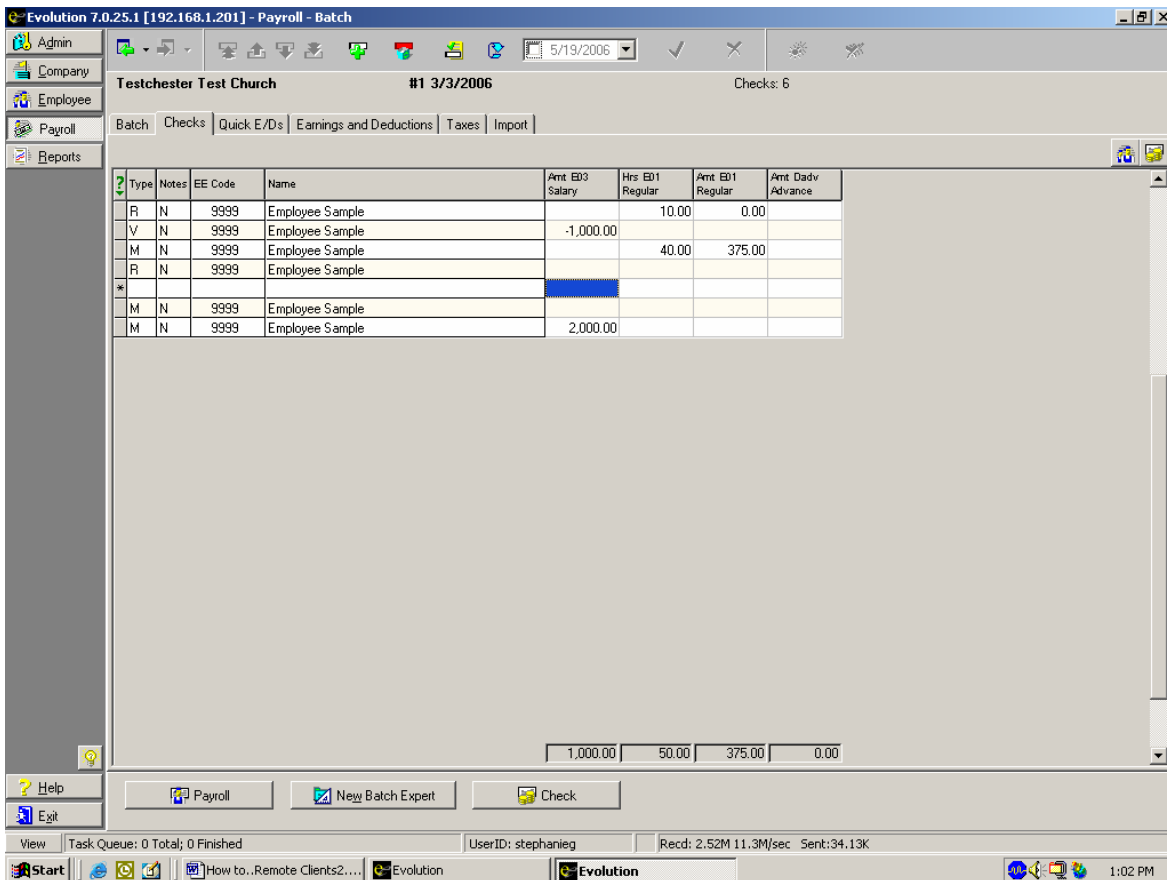 Evolution 7.0.25.1 [192.168.1.201] - Payroll - Batch
Admin
Company
Employee
Payroll
Reports
5/19/2006
Testchester Test Church #1 3/3/2006 Checks: 6
Batch Checks Quick E/Ds Earnings and Deductions Taxes Import
? Type Notes EE Code Name Amt E03 Salary Hrs E01 Regular Amt E01 Regular Amt Dadv Advance
R N 9999 Employee Sample 10.00 0.00
V N 9999 Employee Sample -1,000.00
M N 9999 Employee Sample 40.00 375.00
R N 9999 Employee Sample
*
M N 9999 Employee Sample
M N 9999 Employee Sample 2,000.00
1,000.00 50.00 375.00 0.00
Help
Exit
Payroll New Batch Expert Check
View Task Queue: 0 Total; 0 Finished UserID: stephanieg Recd: 2.52M 11.3M/sec Sent:34.13K
Start How to..Remote Clients2.... Evolution Evolution 1:02 PM